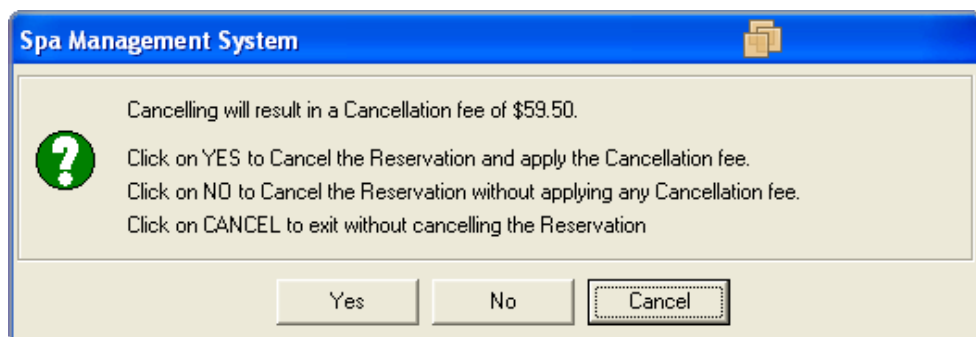 Spa Management System
Cancelling will result in a Cancellation fee of $59.50.
Click on YES to Cancel the Reservation and apply the Cancellation fee.
Click on NO to Cancel the Reservation without applying any Cancellation fee.
Click on CANCEL to exit without cancelling the Reservation
Yes No Cancel